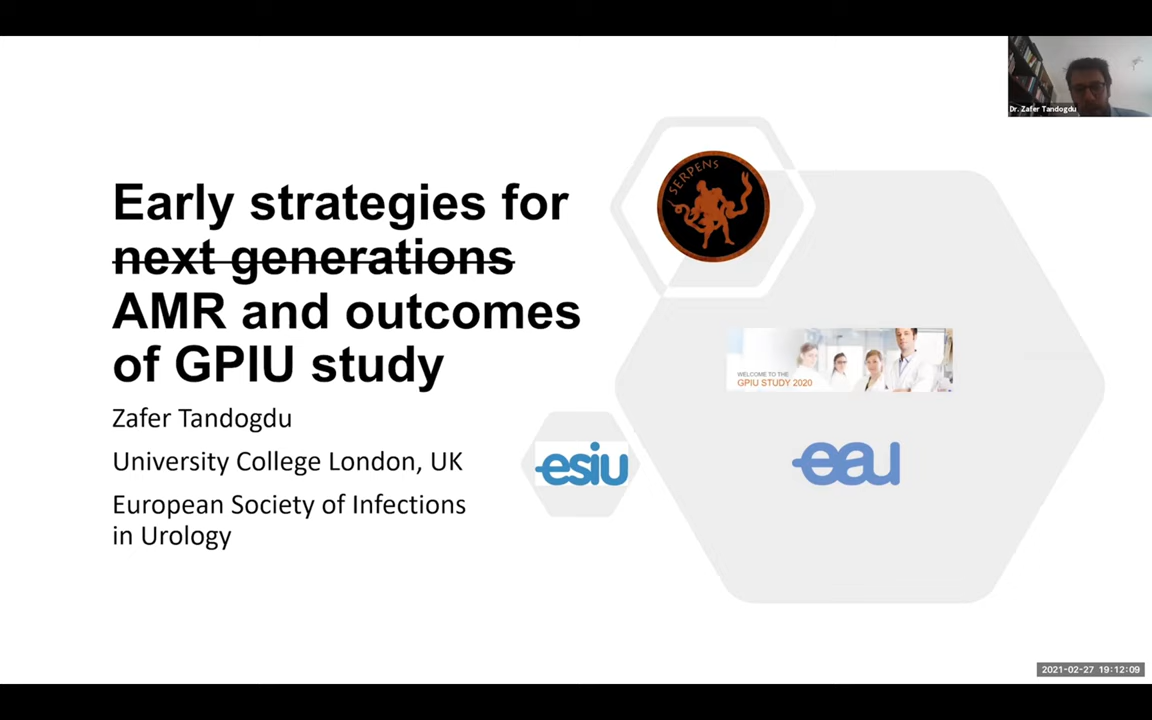 Dr. Zafer Tandogdu
SERPENS
Early strategies for
next generations
AMR and outcomes
of GPIU study
Zafer Tandogdu
University College London, UK
European Society of Infections
in Urology
WELCOME TO THE
GPIU STUDY 2020
esiu
eau
2021-02-27 19:12:09